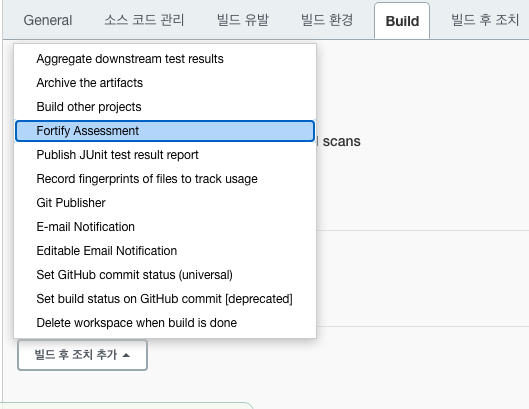 General 소스 코드 관리 빌드 유발 빌드 환경 Build 빌드 후 조치
Aggregate downstream test results
Archive the artifacts
Build other projects
Fortify Assessment
Publish JUnit test result report
scans
Record fingerprints of files to track usage
Git Publisher
E-mail Notification
Editable Email Notification
Set GitHub commit status (universal)
Set build status on GitHub commit [deprecated]
Delete workspace when build is done
빌드 후 조치 추가